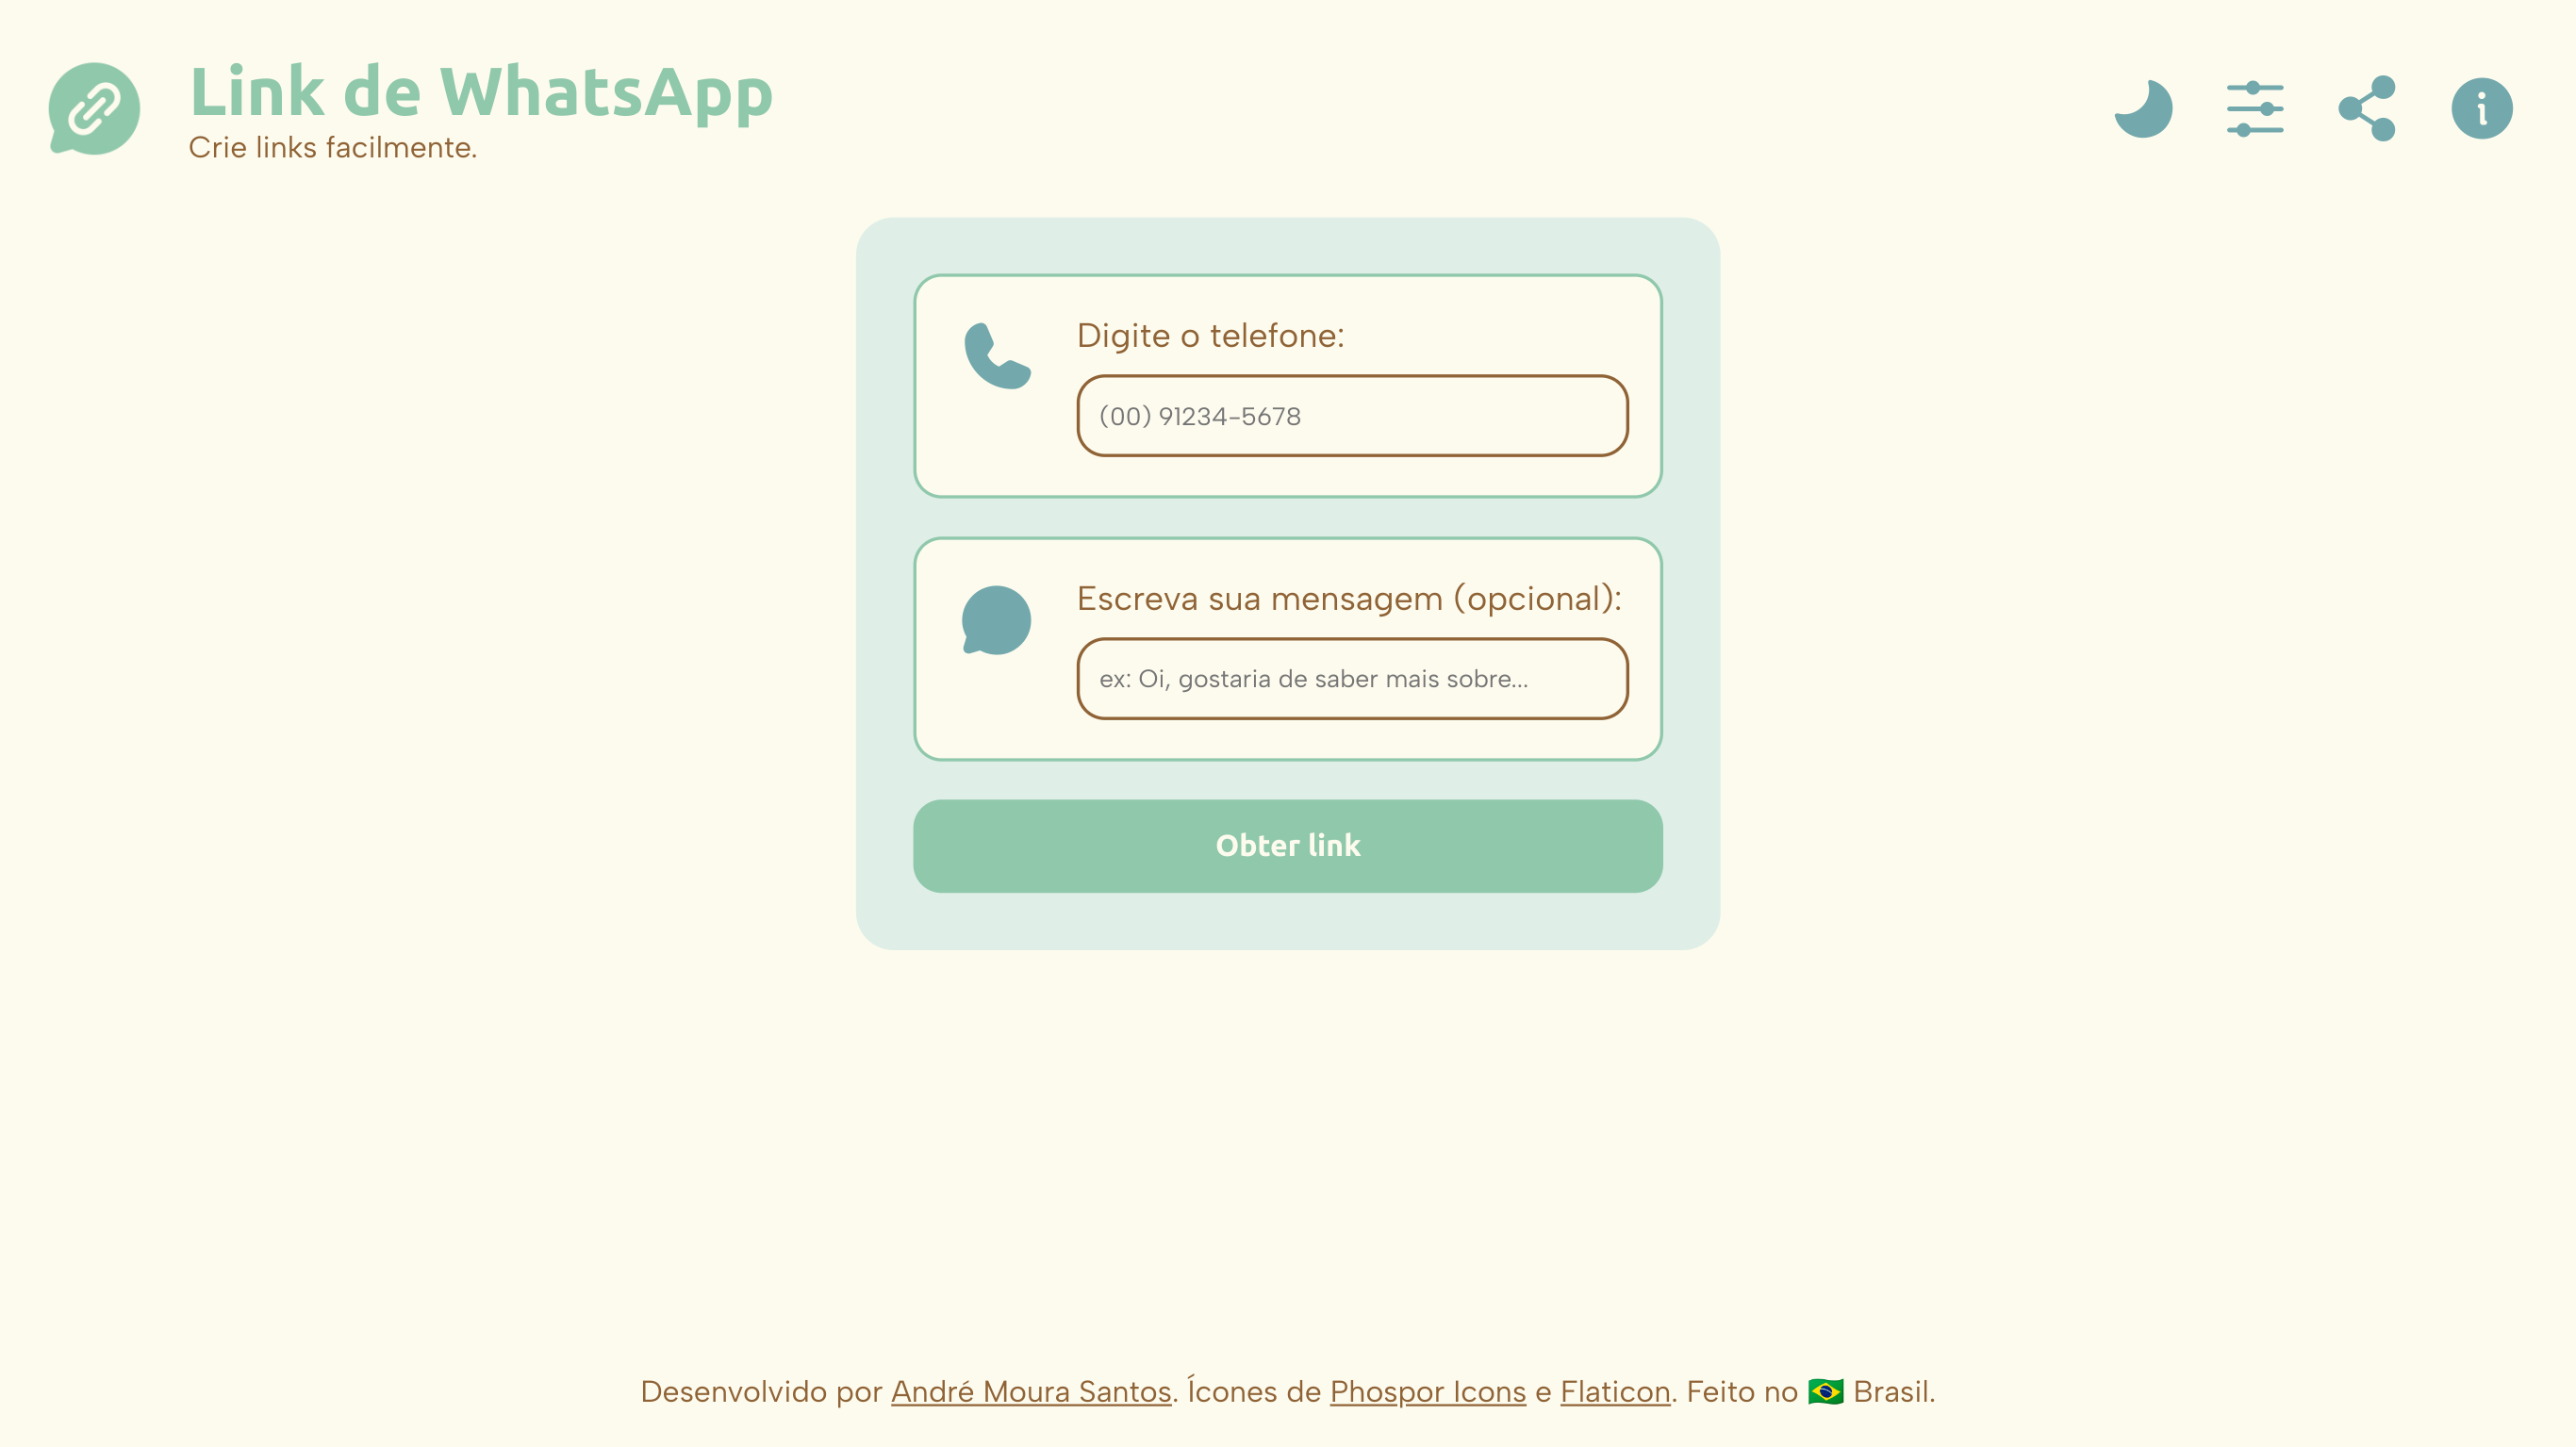 Link de WhatsApp
Crie links facilmente.
Digite o telefone:
(00) 91234-5678
Escreva sua mensagem (opcional):
ex: Oi, gostaria de saber mais sobre...
Obter link
Desenvolvido por André Moura Santos. Ícones de Phospor Icons e Flaticon. Feito no 🇧🇷 Brasil.